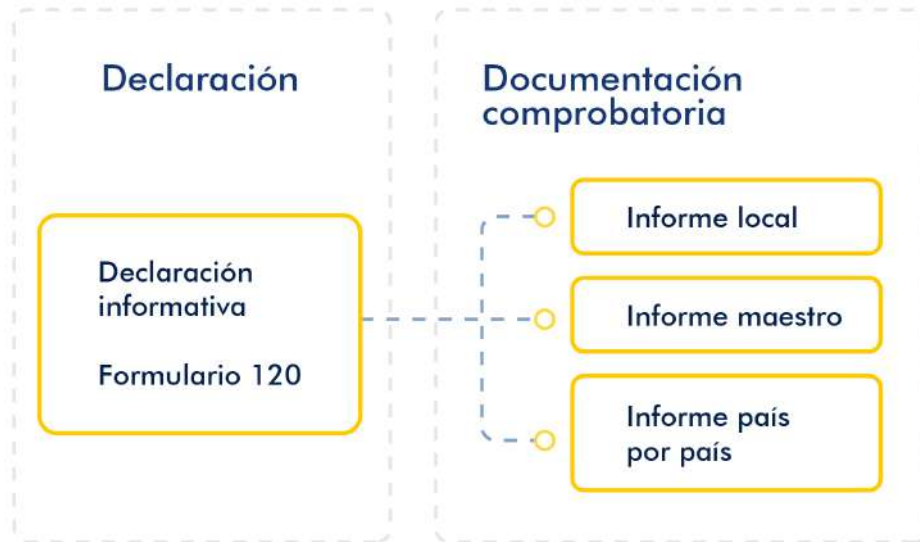 Declaración
Declaración
informativa
Formulario 120
Documentación
comprobatoria
Informe local
Informe maestro
Informe país
por país